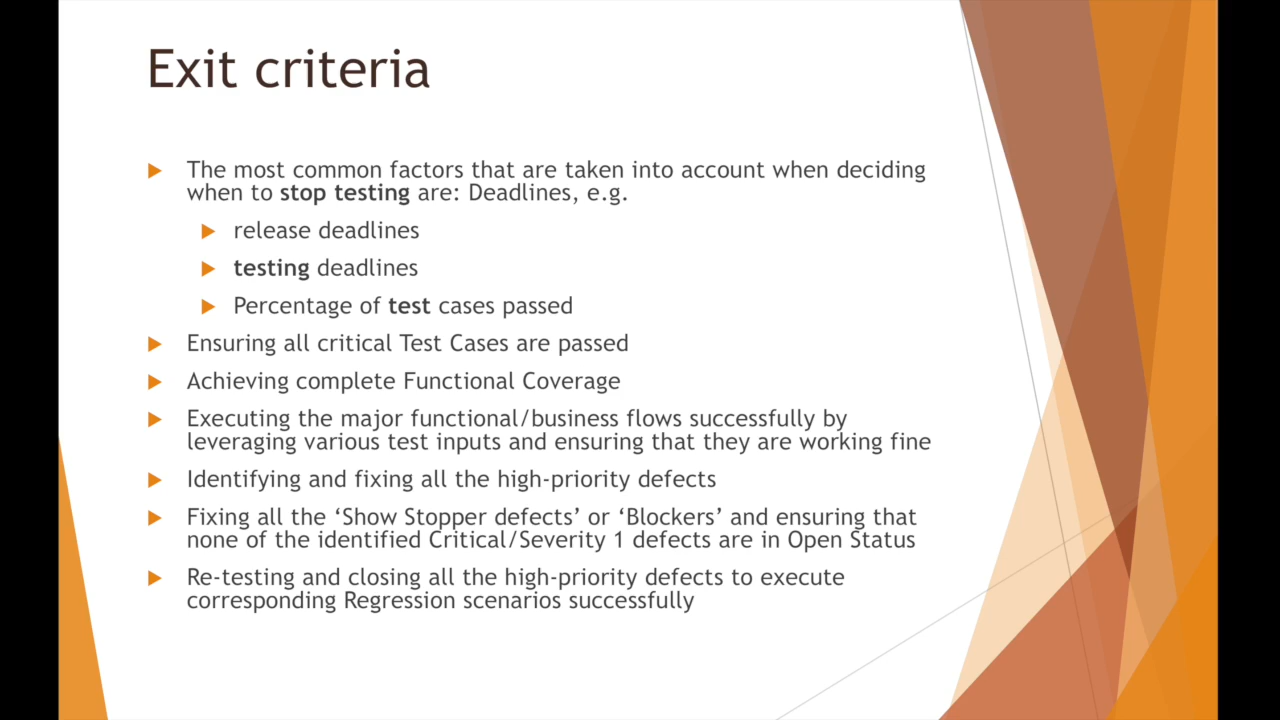 Exit criteria
The most common factors that are taken into account when deciding
when to stop testing are: Deadlines, e.g.
release deadlines
testing deadlines
Percentage of test cases passed
Ensuring all critical Test Cases are passed
Achieving complete Functional Coverage
Executing the major functional/business flows successfully by
leveraging various test inputs and ensuring that they are working fine
Identifying and fixing all the high-priority defects
Fixing all the ‘Show Stopper defects’ or ‘Blockers’ and ensuring that
none of the identified Critical/Severity 1 defects are in Open Status
Re-testing and closing all the high-priority defects to execute
corresponding Regression scenarios successfully